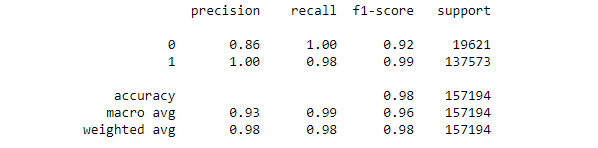 precision recall f1-score support
0 0.86 1.00 0.92 19621
1 1.00 0.98 0.99 137573
accuracy 0.98 157194
macro avg 0.93 0.99 0.96 157194
weighted avg 0.98 0.98 0.98 157194